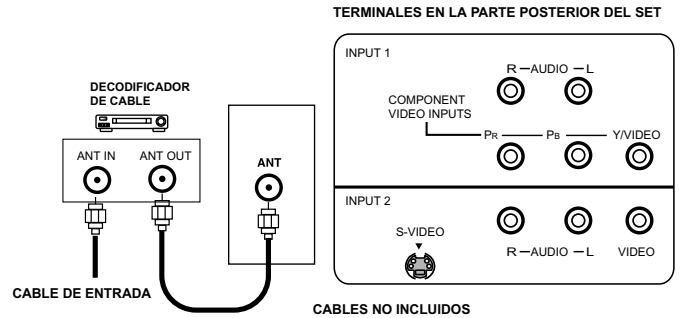 TERMINALES EN LA PARTE POSTERIOR DEL SET
INPUT 1
R – AUDIO – L
COMPONENT
VIDEO INPUTS
PR PB Y/VIDEO
DECODIFICADOR
DE CABLE
ANT IN ANT OUT
ANT
INPUT 2
S-VIDEO
R – AUDIO – L VIDEO
CABLE DE ENTRADA
CABLES NO INCLUIDOS